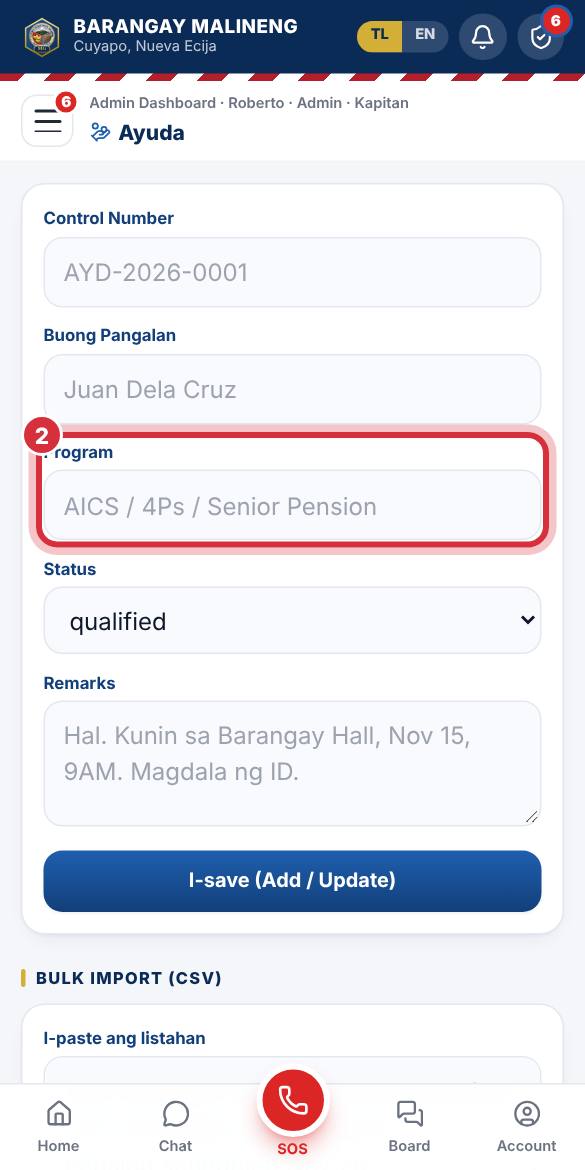 BARANGAY MALINENG
Cuyapo, Nueva Ecija
TL EN
6
6
Admin Dashboard · Roberto · Admin · Kapitan
Ayuda
Control Number
AYD-2026-0001
Buong Pangalan
Juan Dela Cruz
2
Program
AICS / 4Ps / Senior Pension
Status
qualified
Remarks
Hal. Kunin sa Barangay Hall, Nov 15,
9AM. Magdala ng ID.
I-save (Add / Update)
BULK IMPORT (CSV)
I-paste ang listahan
Home Chat SOS Board Account